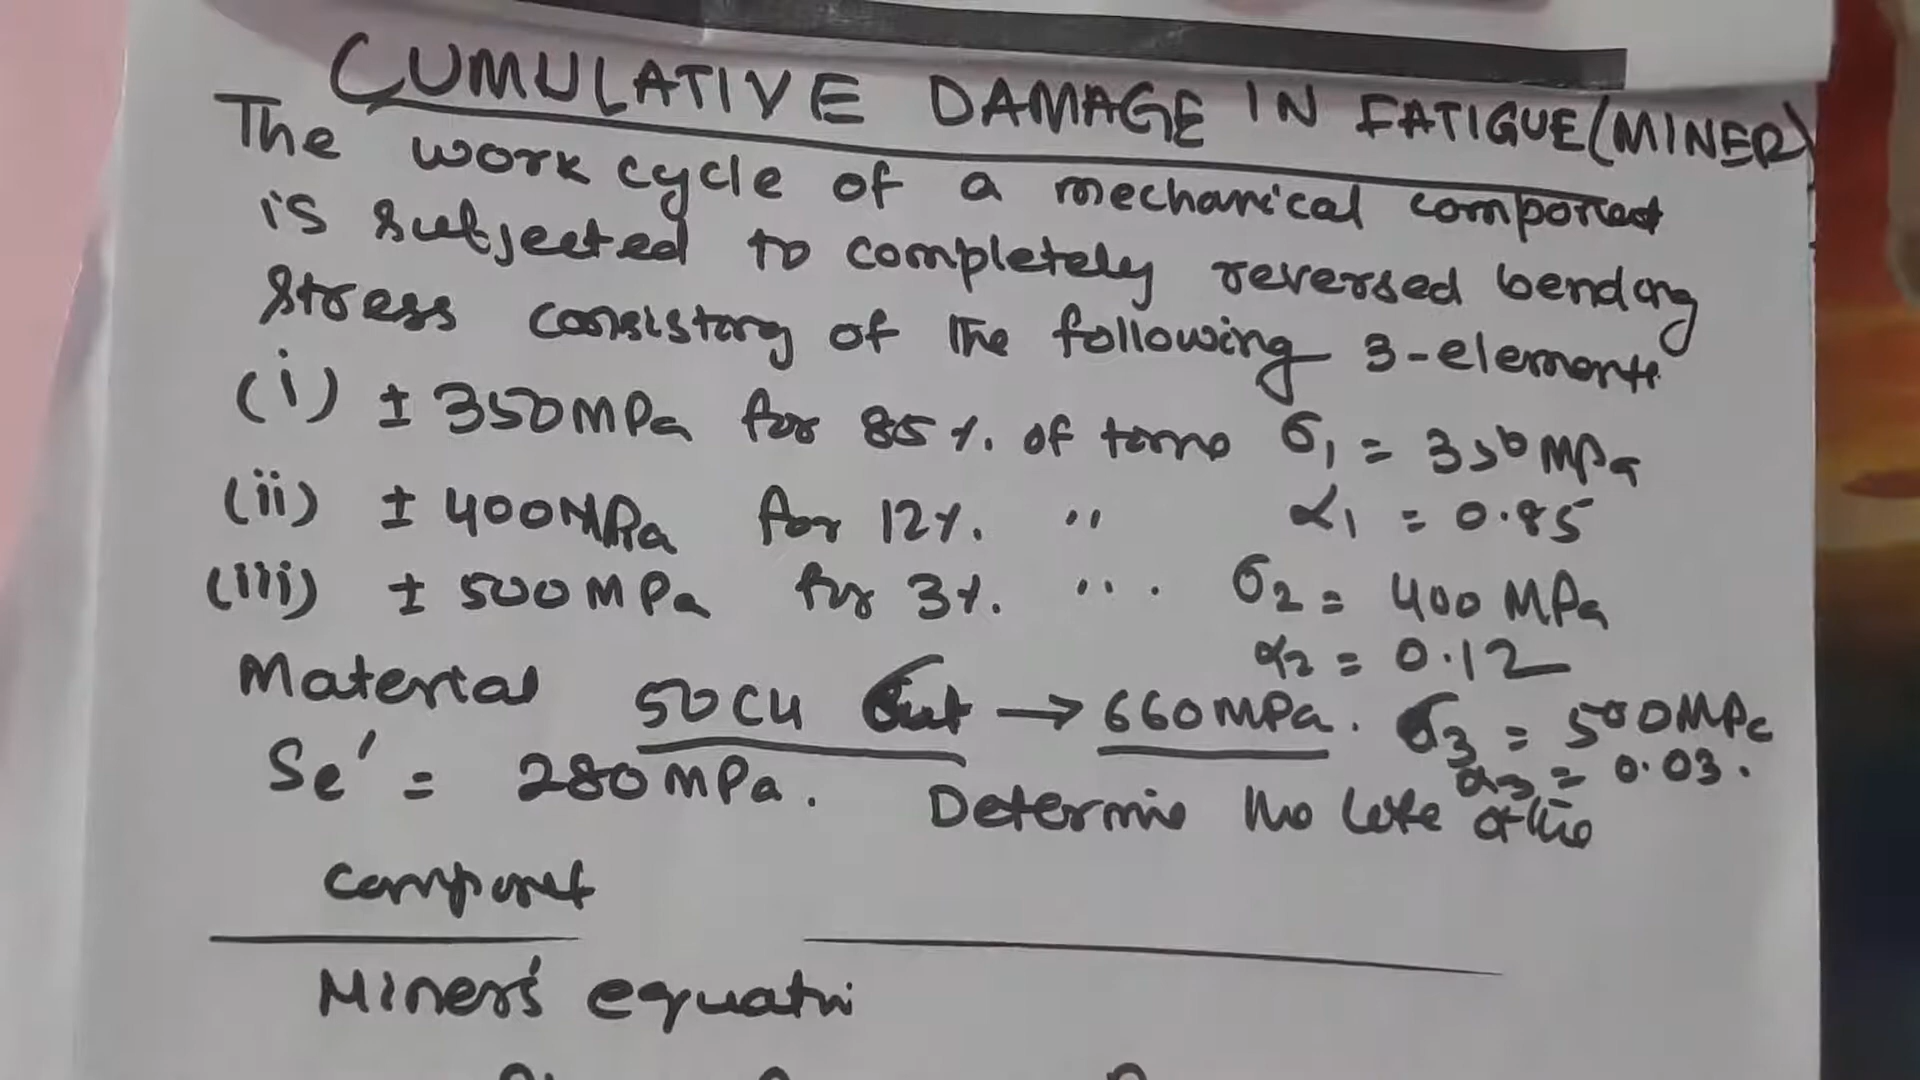 CUMULATIVE DAMAGE IN FATIGUE (MINER)
The work cycle of a mechanical component
is subjected to completely reversed bending
stress consisting of the following 3-elements
(i) ± 350MPa for 85 %. of time σ1 = 350 MPa
(ii) ± 400MPa for 12%. " α1 = 0.85
(iii) ± 500MPa for 3%. " . σ2 = 400 MPa
α2 = 0.12
Material 50C4 σut → 660MPa. σ3 = 500MPa
α3 = 0.03.
Se' = 280MPa. Determine the life of the
component
Miner's equatn